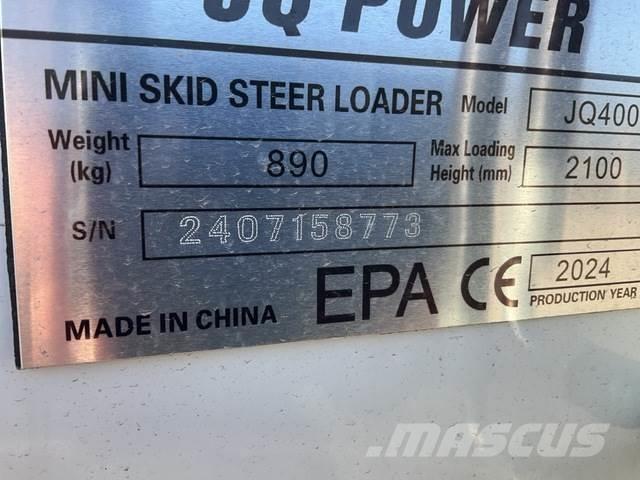 JQ POWER
MINI SKID STEER LOADER Model JQ400
Weight (kg) 890 Max Loading Height (mm) 2100
S/N 2407158773
MADE IN CHINA EPA CE 2024
PRODUCTION YEAR
MASCUS